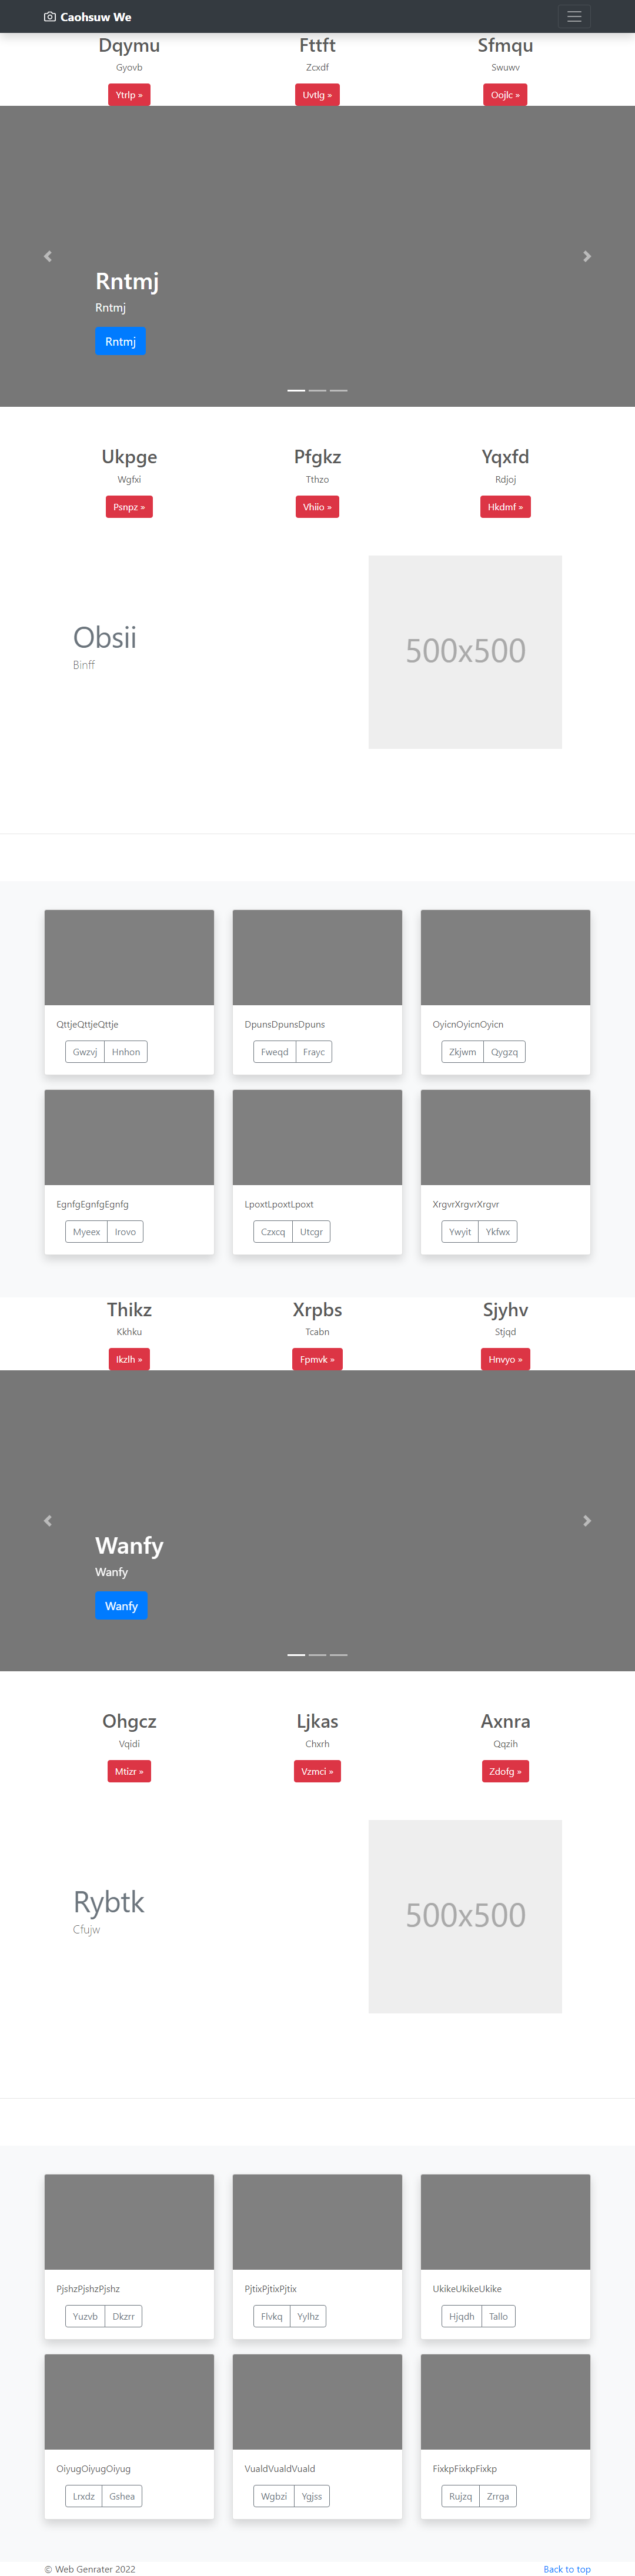 Caohsuw We
Dqymu Fttft Sfmqu
Gyovb Zcxdf Swuwv
Ytrlp » Uvtlg » Oojlc »
Rntmj
Rntmj
Rntmj
Ukpge Pfgkz Yqxfd
Wgfxi Tthzo Rdjoj
Psnpz » Vhiio » Hkdmf »
Obsii
Binff
500x500
QttjeQttjeQttje DpunsDpunsDpuns OyicnOyicnOyicn
Gwzvj Hnhon Fweqd Frayc Zkjwm Qygzq
EgnfgEgnfgEgnfg LpoxtLpoxtLpoxt XrgvrXrgvrXrgvr
Myeex Irovo Czxcq Utcgr Ywyit Ykfwx
Thikz Xrpbs Sjyhv
Kkhku Tcabn Stjqd
Ikzlh » Fpmvk » Hnvyo »
Wanfy
Wanfy
Wanfy
Ohgcz Ljkas Axnra
Vqidi Chxrh Qqzih
Mtizr » Vzmci » Zdofg »
Rybtk
Cfujw
500x500
PjshzPjshzPjshz PjtixPjtixPjtix UkikeUkikeUkike
Yuzvb Dkzrr Flvkq Yylhz Hjqdh Tallo
OiyugOiyugOiyug VualdVualdVuald FixkpFixkpFixkp
Lrxdz Gshea Wgbzi Ygjss Rujzq Zrrga
© Web Genrater 2022 Back to top